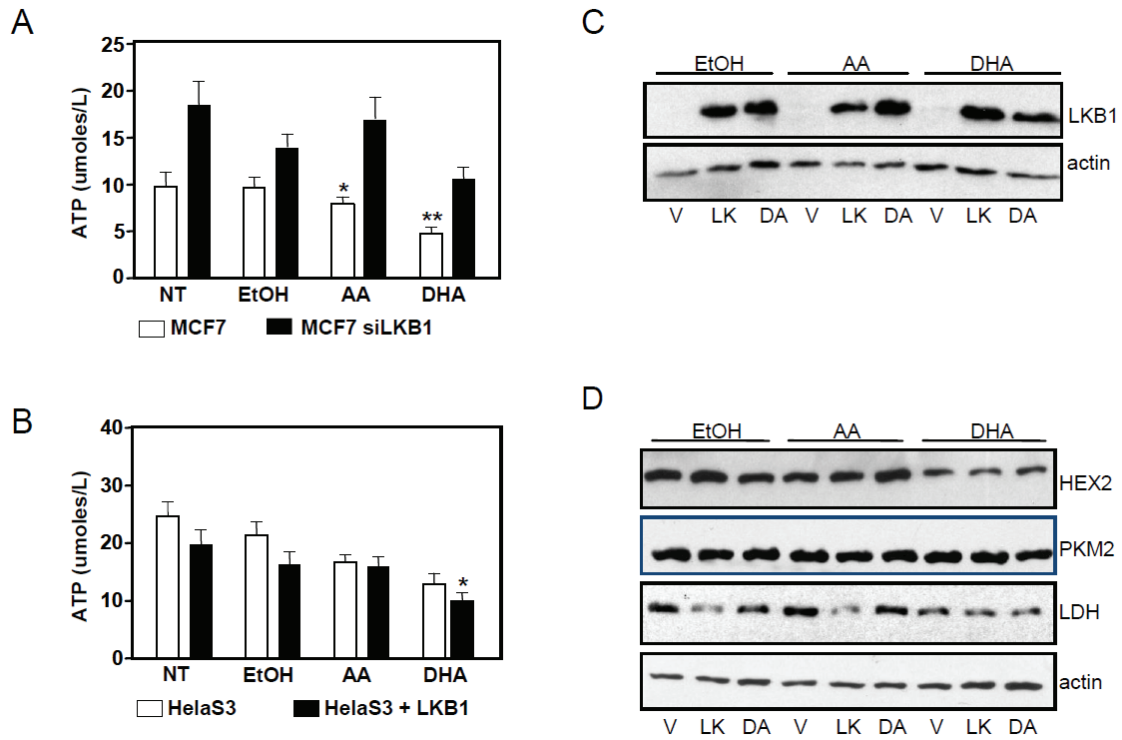 A
ATP (umoles/L)
25
20
15
10
5
0
*
**
NT EtOH AA DHA
MCF7 MCF7 siLKB1
B
ATP (umoles/L)
40
30
20
10
0
*
NT EtOH AA DHA
HelaS3 HelaS3 + LKB1
C
EtOH AA DHA
LKB1
actin
V LK DA V LK DA V LK DA
D
EtOH AA DHA
HEX2
PKM2
LDH
actin
V LK DA V LK DA V LK DA